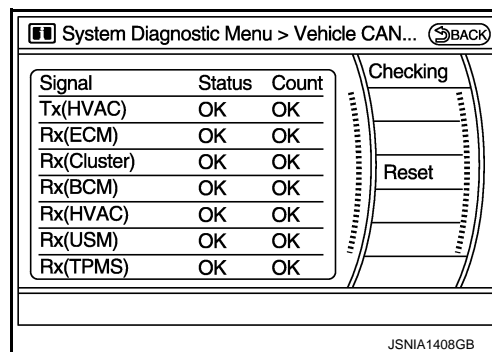 i System Diagnostic Menu > Vehicle CAN... BACK
Checking
Signal Status Count
Tx(HVAC) OK OK
Rx(ECM) OK OK
Rx(Cluster) OK OK
Rx(BCM) OK OK
Reset
Rx(HVAC) OK OK
Rx(USM) OK OK
Rx(TPMS) OK OK
JSNIA1408GB